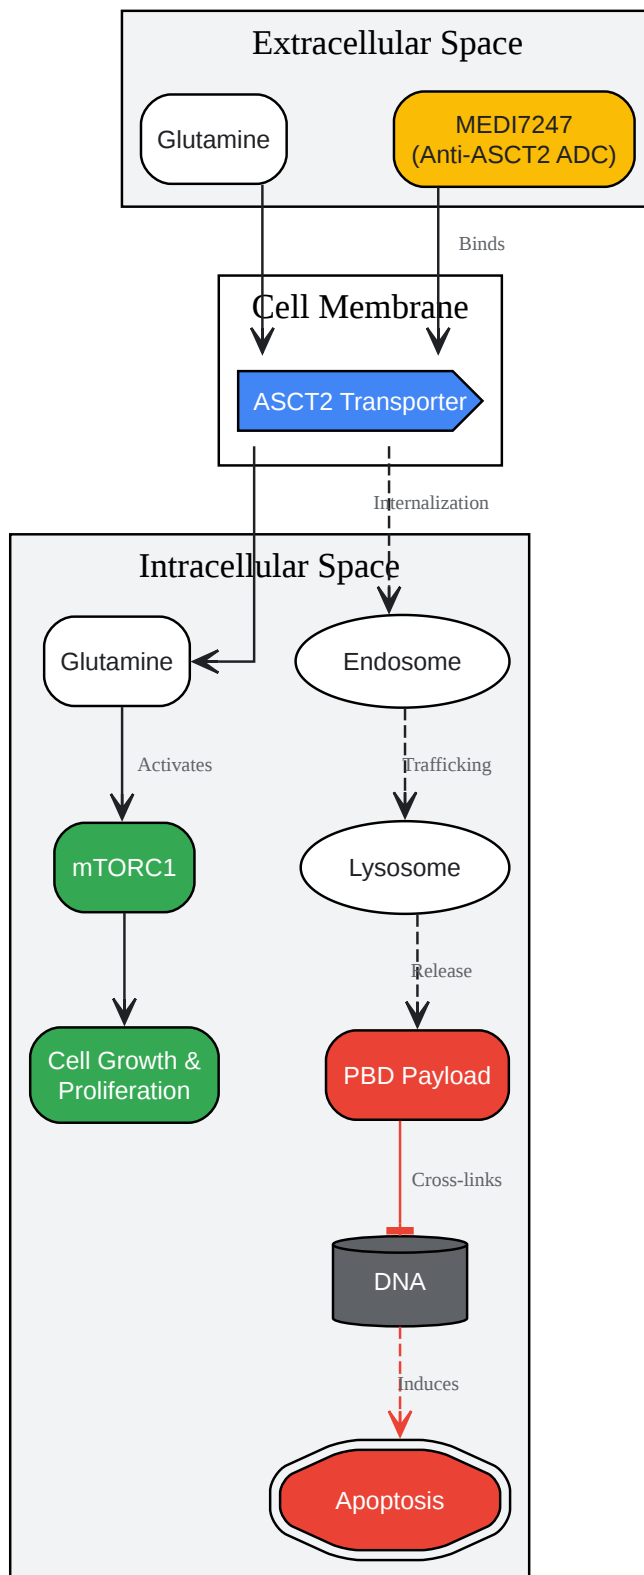 Extracellular Space
Glutamine
MEDI7247
(Anti-ASCT2 ADC)
Binds
Cell Membrane
ASCT2 Transporter
Internalization
Intracellular Space
Glutamine
Endosome
Activates
Trafficking
mTORC1
Lysosome
Release
Cell Growth &
Proliferation
PBD Payload
Cross-links
DNA
Induces
Apoptosis